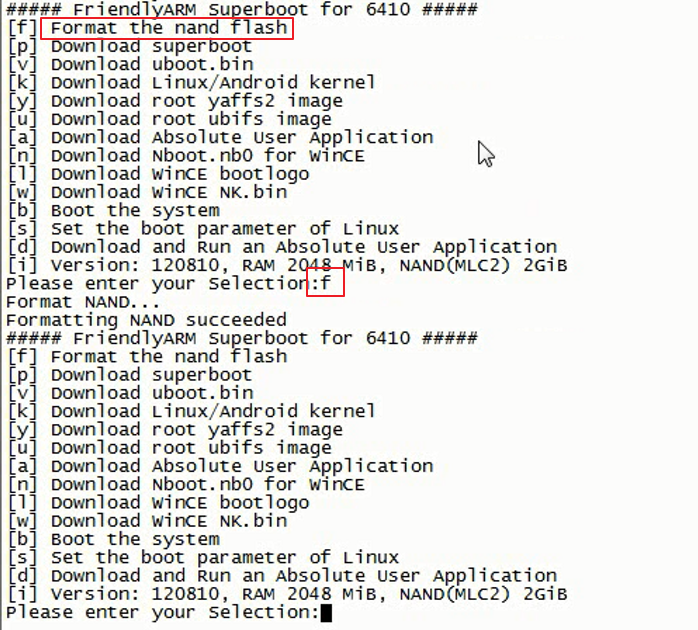 ##### FriendlyARM Superboot for 6410 #####
[f] Format the nand flash
[p] Download superboot
[v] Download uboot.bin
[k] Download Linux/Android kernel
[y] Download root yaffs2 image
[u] Download root ubifs image
[a] Download Absolute User Application
[n] Download Nboot.nb0 for WinCE
[l] Download WinCE bootlogo
[w] Download WinCE NK.bin
[b] Boot the system
[s] Set the boot parameter of Linux
[d] Download and Run an Absolute User Application
[i] Version: 120810, RAM 2048 MiB, NAND(MLC2) 2GiB
Please enter your Selection:f
Format NAND...
Formatting NAND succeeded
##### FriendlyARM Superboot for 6410 #####
[f] Format the nand flash
[p] Download superboot
[v] Download uboot.bin
[k] Download Linux/Android kernel
[y] Download root yaffs2 image
[u] Download root ubifs image
[a] Download Absolute User Application
[n] Download Nboot.nb0 for WinCE
[l] Download WinCE bootlogo
[w] Download WinCE NK.bin
[b] Boot the system
[s] Set the boot parameter of Linux
[d] Download and Run an Absolute User Application
[i] Version: 120810, RAM 2048 MiB, NAND(MLC2) 2GiB
Please enter your Selection: